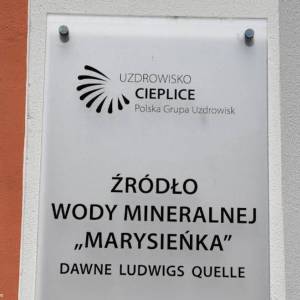 UZDROWISKO
CIEPLICE
Polska Grupa Uzdrowisk
ŹRÓDŁO
WODY MINERALNEJ
„MARYSIEŃKA”
DAWNE LUDWIGS QUELLE